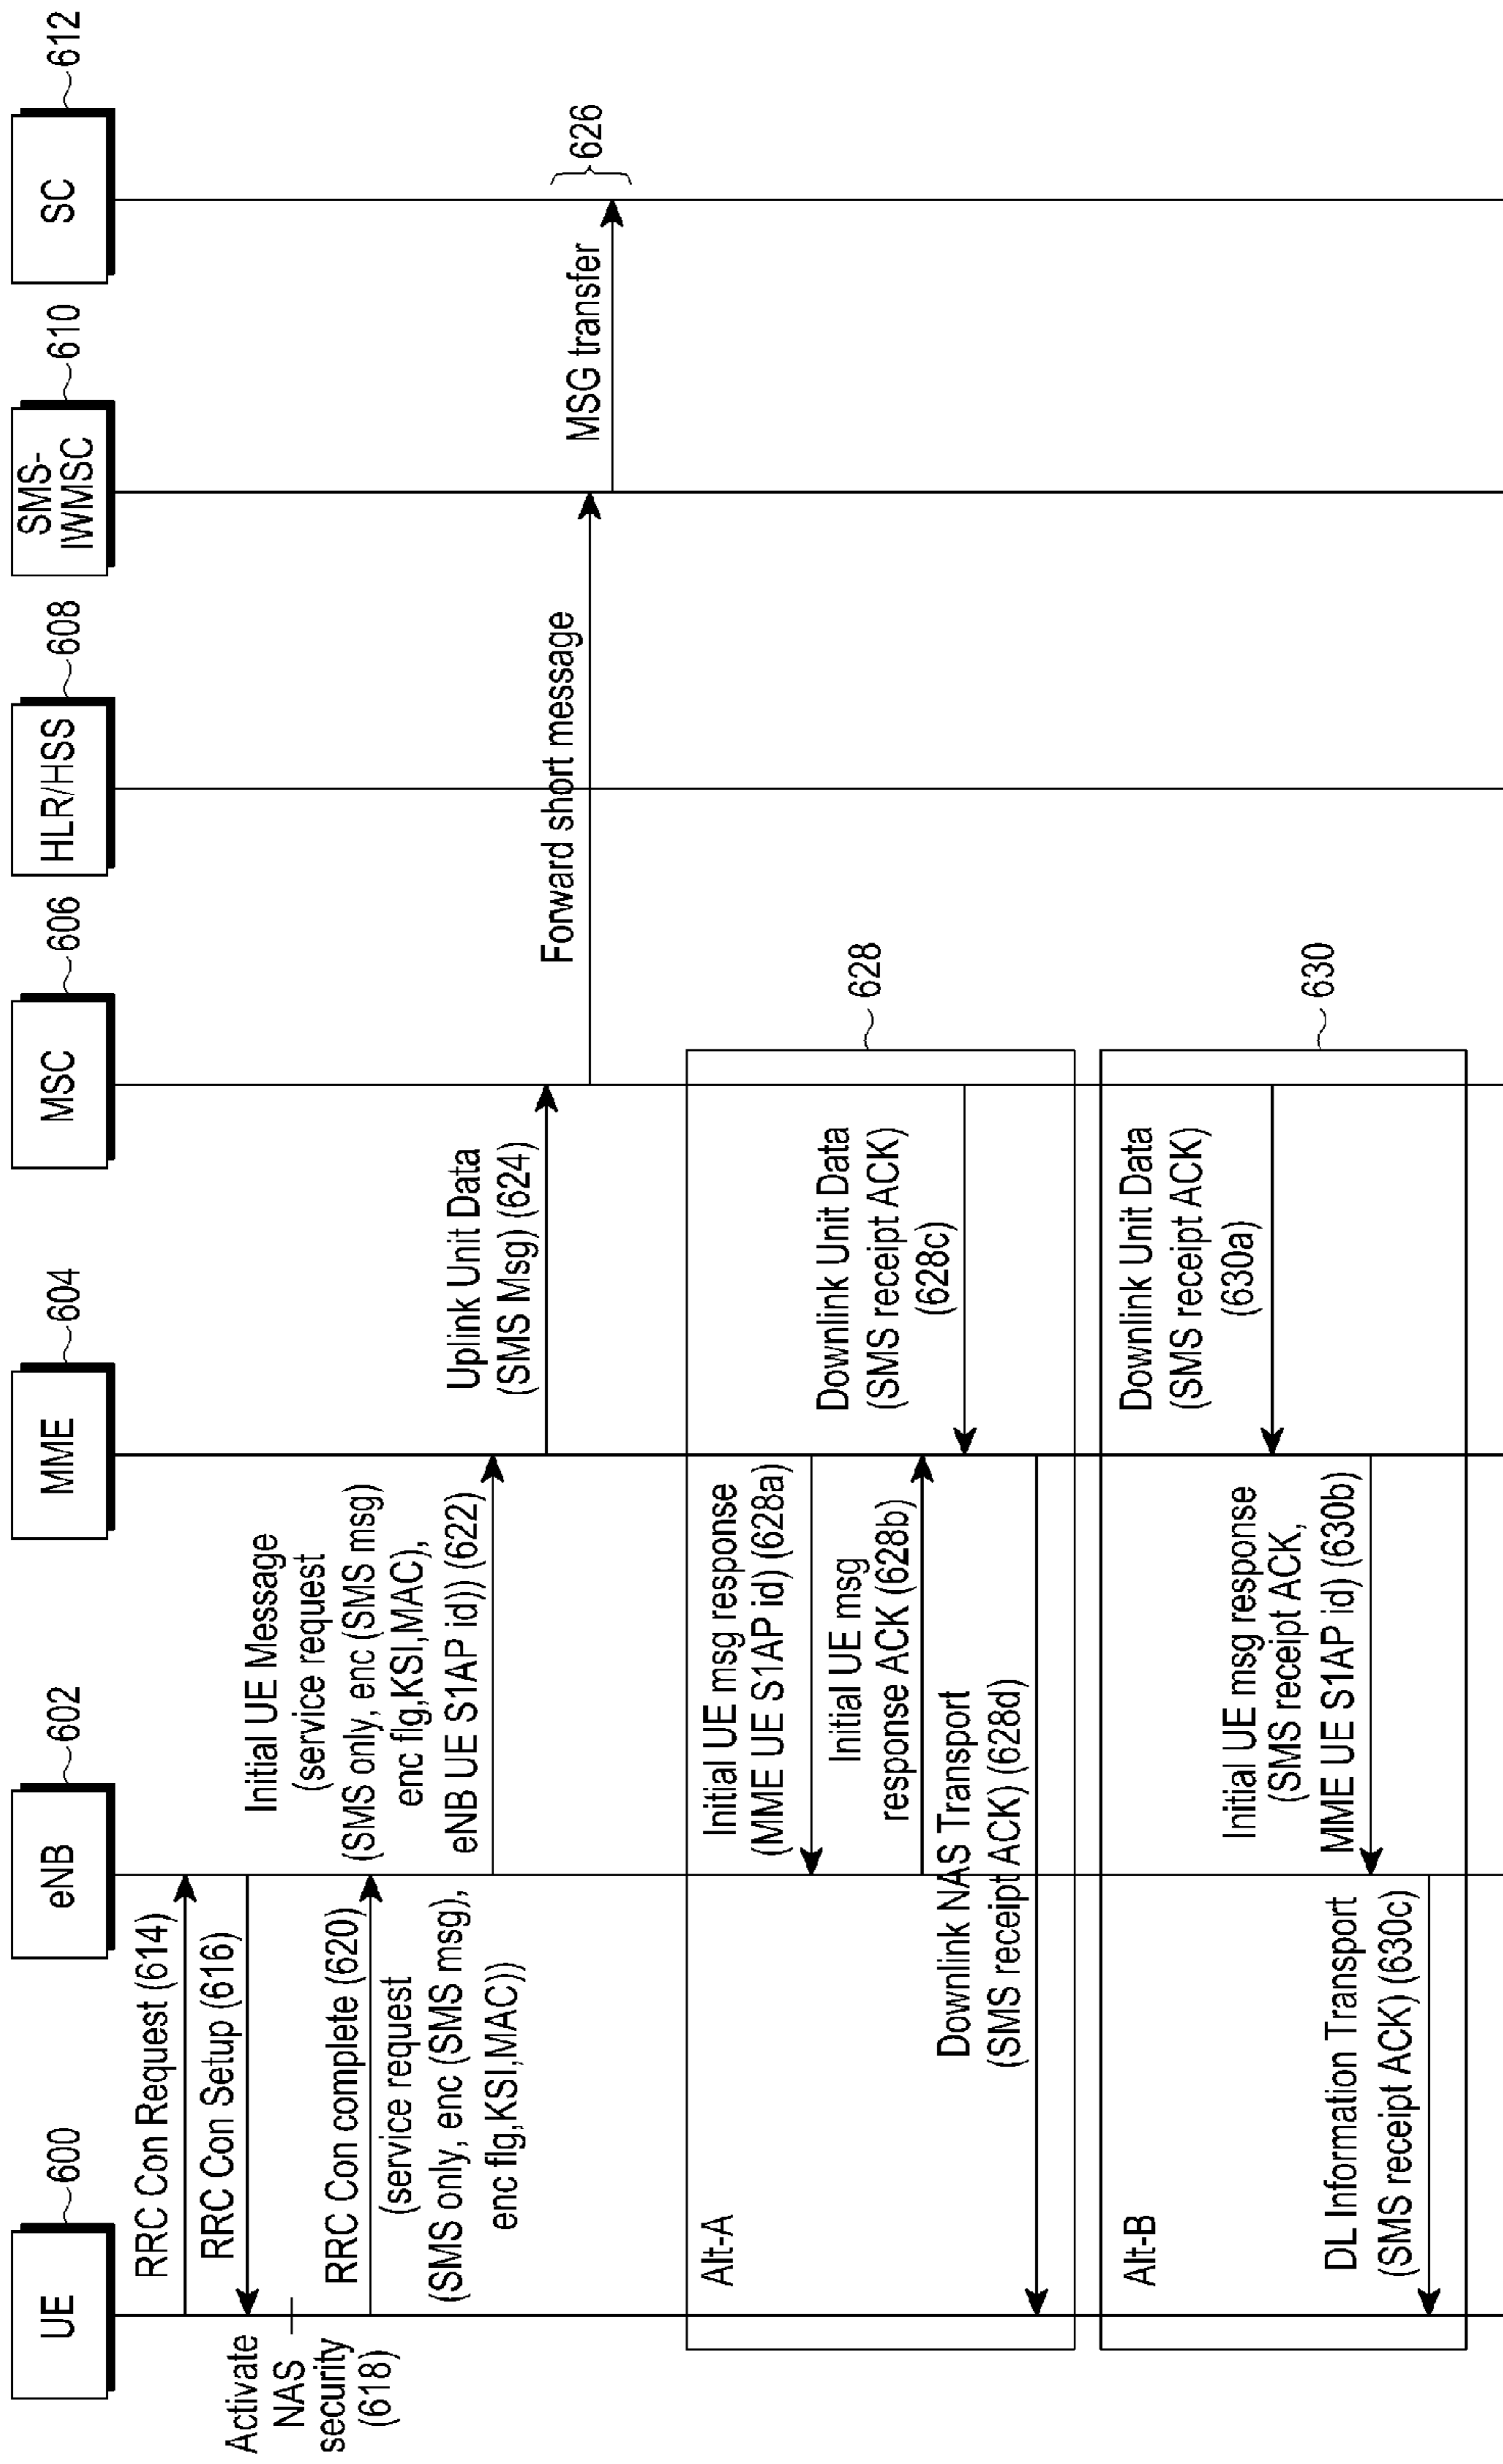 UE
600
eNB
602
MME
604
MSC
606
HLR/HSS
608
SMS-
IWMSC
610
SC
612
RRC Con Request (614)
RRC Con Setup (616)
Activate
NAS
security
(618)
RRC Con complete (620)
(service request
(SMS only, enc (SMS msg),
enc flg,KSI,MAC))
Initial UE Message
(service request
(SMS only, enc (SMS msg)
enc flg,KSI,MAC),
eNB UE S1AP id)) (622)
Uplink Unit Data
(SMS Msg) (624)
Forward short message
MSG transfer
626
Alt-A
628
Initial UE msg response
(MME UE S1AP id) (628a)
Initial UE msg
response ACK (628b)
Downlink Unit Data
(SMS receipt ACK)
(628c)
Downlink NAS Transport
(SMS receipt ACK) (628d)
Alt-B
630
Downlink Unit Data
(SMS receipt ACK)
(630a)
Initial UE msg response
(SMS receipt ACK,
MME UE S1AP id) (630b)
DL Information Transport
(SMS receipt ACK) (630c)